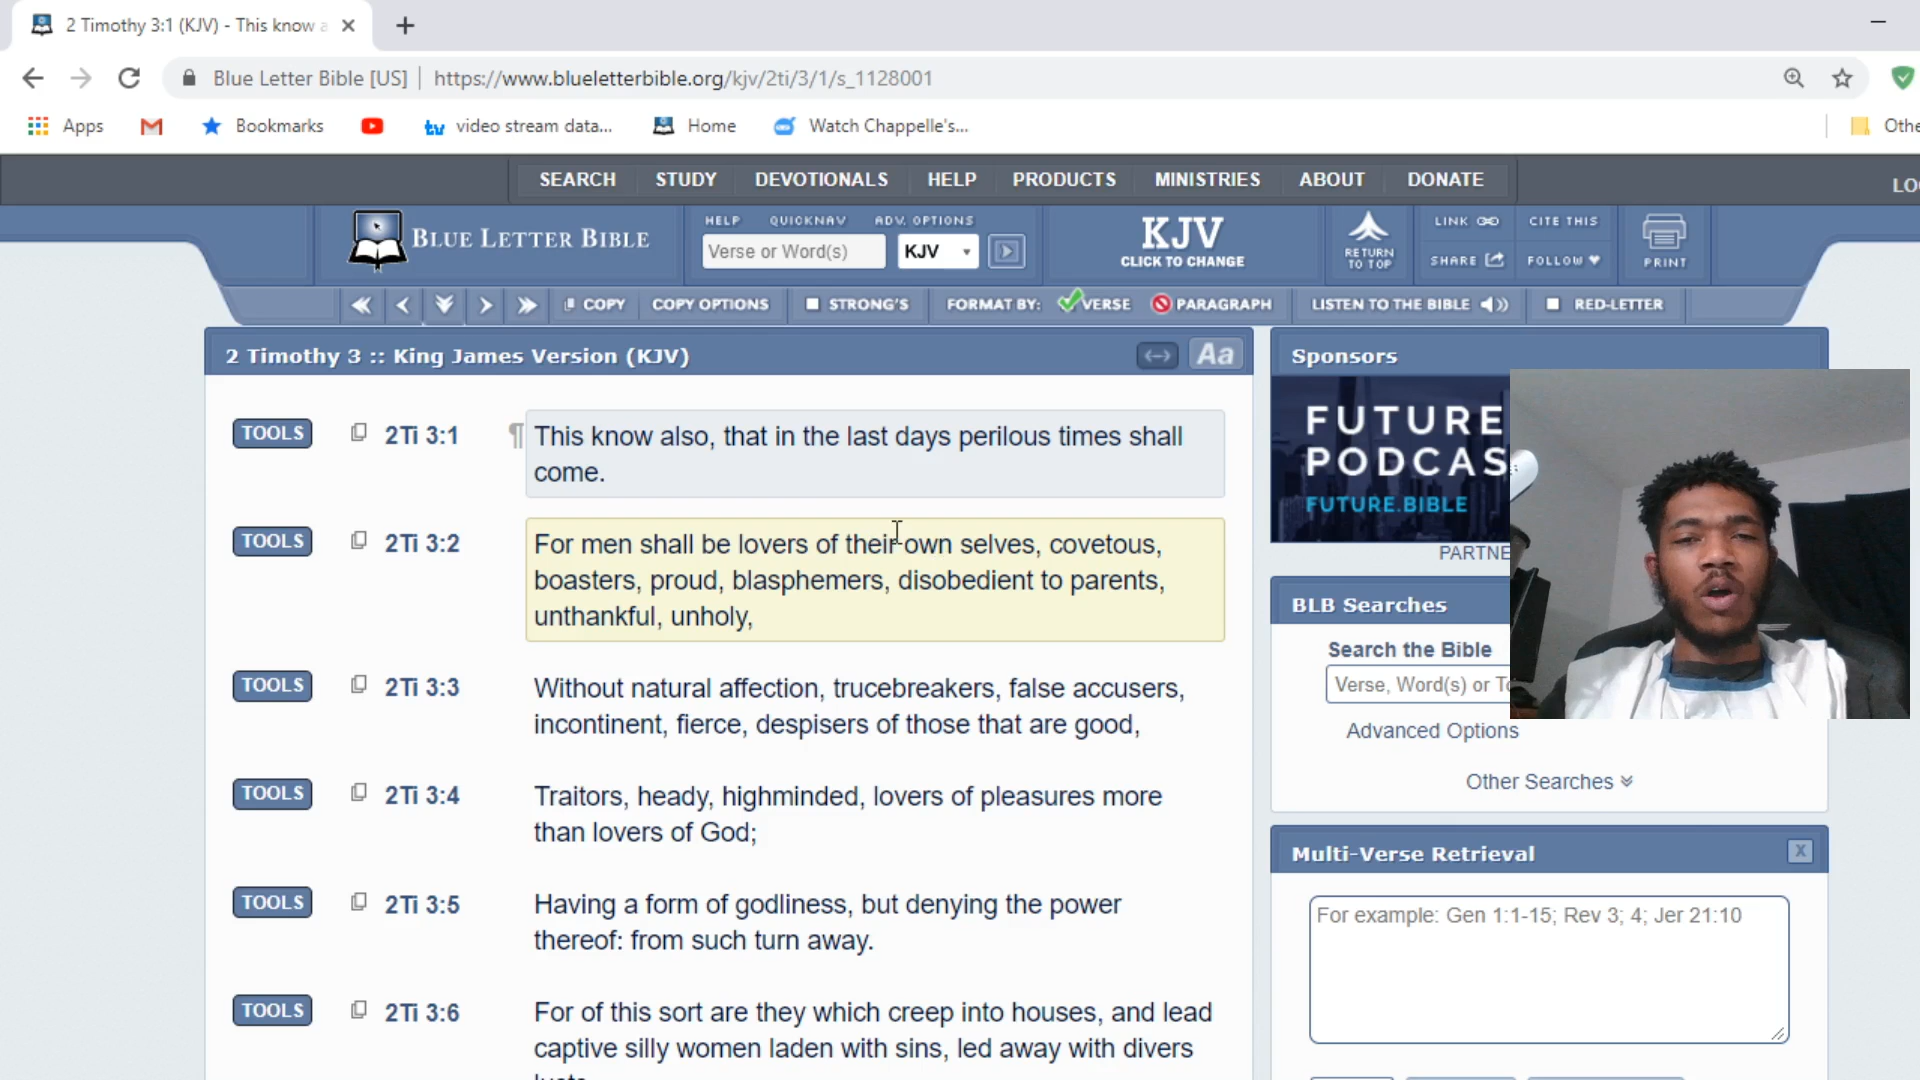 2 Timothy 3:1 (KJV) - This know a
Blue Letter Bible [US]
https://www.blueletterbible.org/kjv/2ti/3/1/s_1128001
Apps
Bookmarks
tv
video stream data...
Home
Watch Chappelle's...
Othe
SEARCH
STUDY
DEVOTIONALS
HELP
PRODUCTS
MINISTRIES
ABOUT
DONATE
LO
BLUE LETTER BIBLE
HELP
QUICKNAV
ADV. OPTIONS
Verse or Word(s)
KJV
KJV
CLICK TO CHANGE
RETURN
TO TOP
LINK
CITE THIS
SHARE
FOLLOW
PRINT
COPY
COPY OPTIONS
STRONG'S
FORMAT BY:
VERSE
PARAGRAPH
LISTEN TO THE BIBLE
RED-LETTER
2 Timothy 3 :: King James Version (KJV)
Aa
TOOLS
2Ti 3:1
¶ This know also, that in the last days perilous times shall
come.
TOOLS
2Ti 3:2
For men shall be lovers of their own selves, covetous,
boasters, proud, blasphemers, disobedient to parents,
unthankful, unholy,
TOOLS
2Ti 3:3
Without natural affection, trucebreakers, false accusers,
incontinent, fierce, despisers of those that are good,
TOOLS
2Ti 3:4
Traitors, heady, highminded, lovers of pleasures more
than lovers of God;
TOOLS
2Ti 3:5
Having a form of godliness, but denying the power
thereof: from such turn away.
TOOLS
2Ti 3:6
For of this sort are they which creep into houses, and lead
captive silly women laden with sins, led away with divers
Sponsors
FUTURE
PODCAS
FUTURE.BIBLE
PARTNE
BLB Searches
Search the Bible
Verse, Word(s) or To
Advanced Options
Other Searches
Multi-Verse Retrieval
X
For example: Gen 1:1-15; Rev 3; 4; Jer 21:10